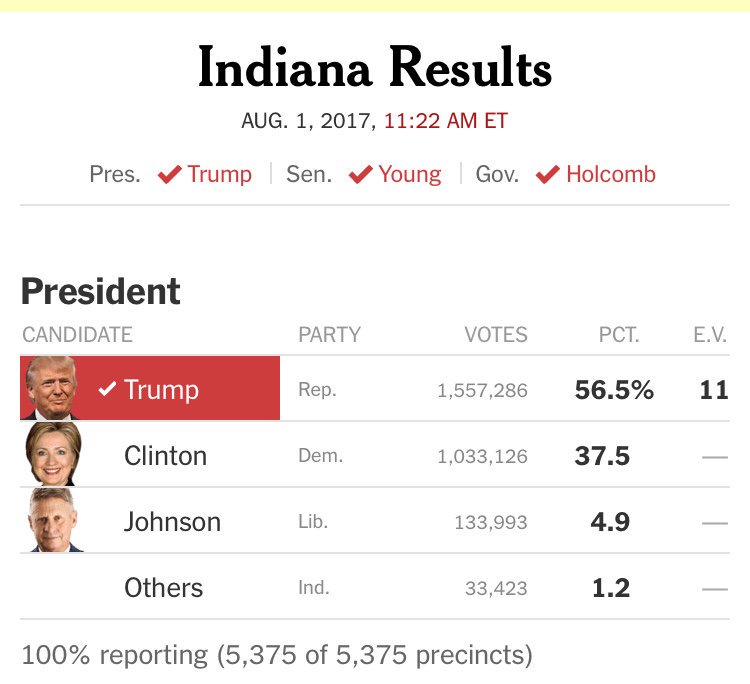 Indiana Results
AUG. 1, 2017, 11:22 AM ET
Pres. ✓ Trump | Sen. ✓ Young | Gov. ✓ Holcomb
President
CANDIDATE PARTY VOTES PCT. E.V.
✓ Trump Rep. 1,557,286 56.5% 11
Clinton Dem. 1,033,126 37.5 —
Johnson Lib. 133,993 4.9 —
Others Ind. 33,423 1.2 —
100% reporting (5,375 of 5,375 precincts)